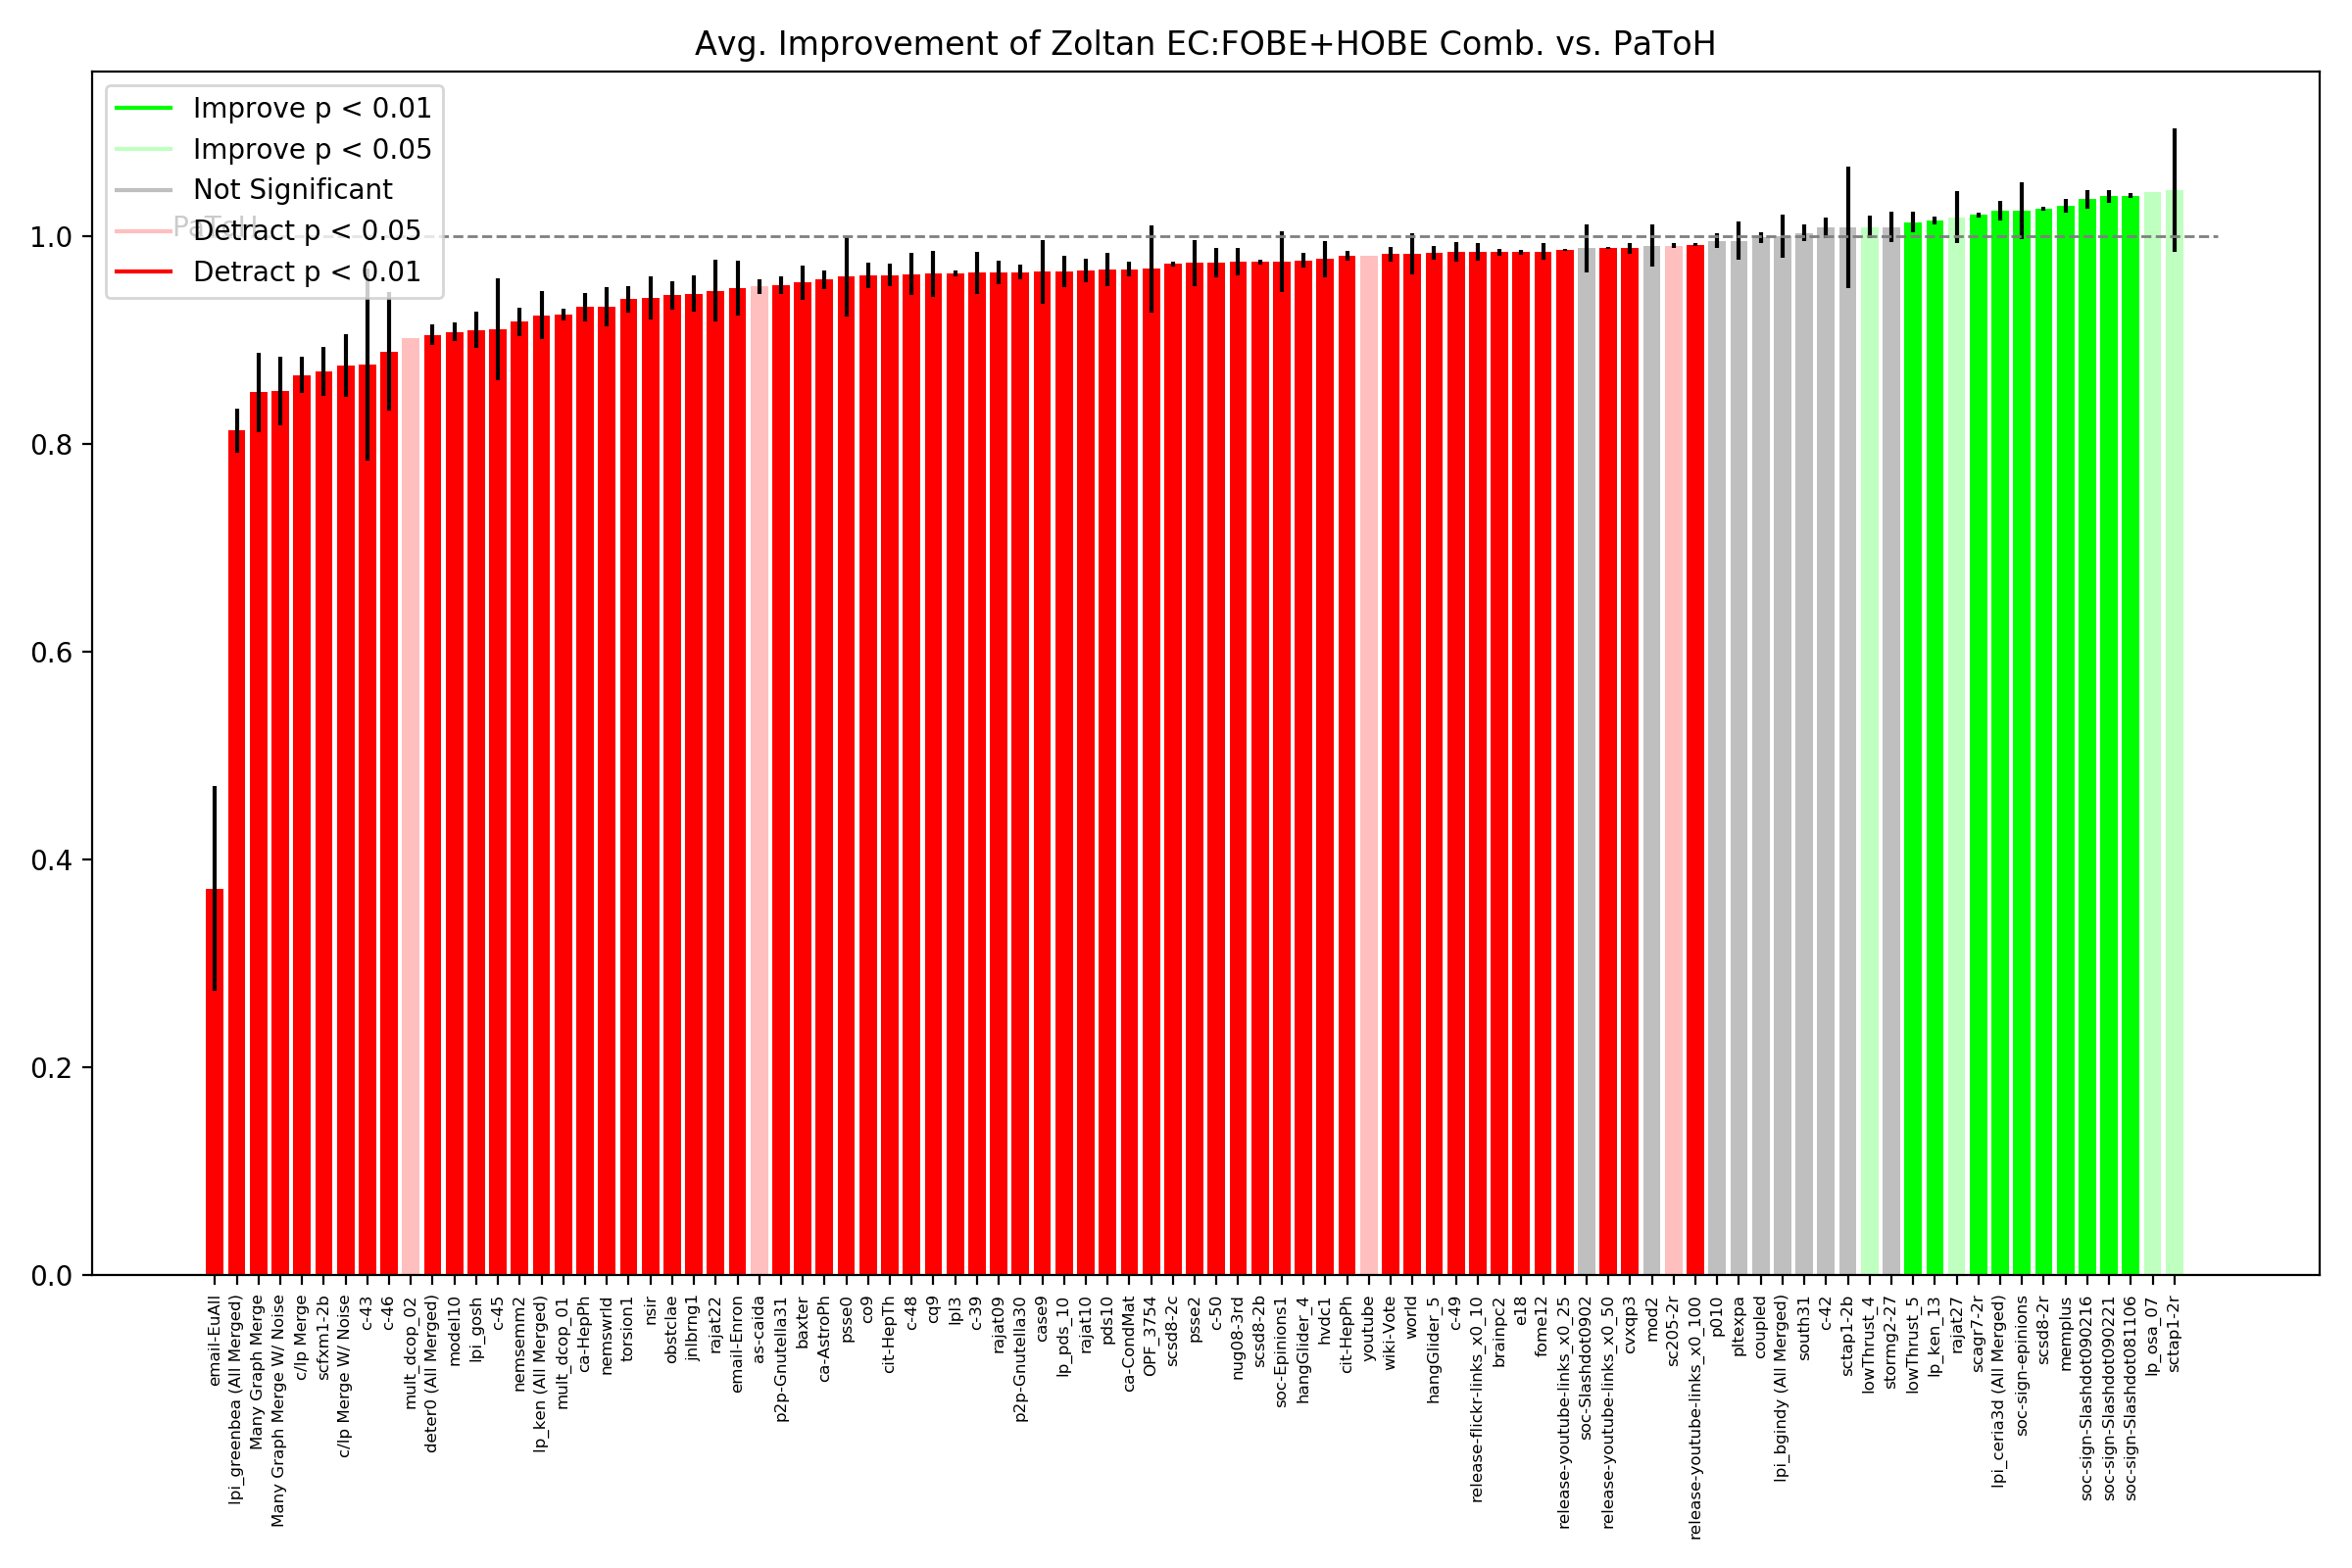 Avg. Improvement of Zoltan EC:FOBE+HOBE Comb. vs. PaToH
Improve p < 0.01
Improve p < 0.05
Not Significant
PaToH
Detract p < 0.05
Detract p < 0.01
1.0
0.8
0.6
0.4
0.2
0.0
email-EuAll
lpi_greenbea (All Merged)
Many Graph Merge
Many Graph Merge W/ Noise
c/lp Merge
scfxm1-2b
c/lp Merge W/ Noise
c-43
c-46
mult_dcop_02
deter0 (All Merged)
model10
lpi_gosh
c-45
nemsemm2
lp_ken (All Merged)
mult_dcop_01
ca-HepPh
nemswrld
torsion1
nsir
obstclae
jnlbrng1
rajat22
email-Enron
as-caida
p2p-Gnutella31
baxter
ca-AstroPh
psse0
co9
cit-HepTh
c-48
cq9
lpl3
c-39
rajat09
p2p-Gnutella30
case9
lp_pds_10
rajat10
pds10
ca-CondMat
OPF_3754
scsd8-2c
psse2
c-50
nug08-3rd
scsd8-2b
soc-Epinions1
hangGlider_4
hvdc1
cit-HepPh
youtube
wiki-Vote
world
hangGlider_5
c-49
release-flickr-links_x0_10
brainpc2
e18
fome12
release-youtube-links_x0_25
soc-Slashdot0902
release-youtube-links_x0_50
cvxqp3
mod2
sc205-2r
release-youtube-links_x0_100
p010
pltexpa
coupled
lpi_bgindy (All Merged)
south31
c-42
sctap1-2b
lowThrust_4
stormg2-27
lowThrust_5
lp_ken_13
rajat27
scagr7-2r
lpi_ceria3d (All Merged)
soc-sign-epinions
scsd8-2r
memplus
soc-sign-Slashdot090216
soc-sign-Slashdot090221
soc-sign-Slashdot081106
lp_osa_07
sctap1-2r